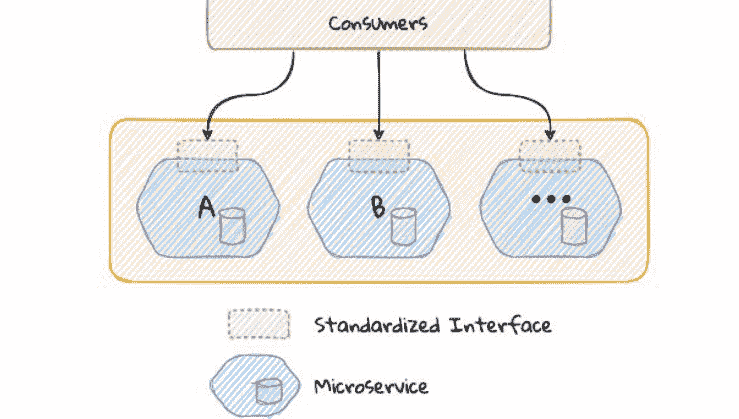 Consumers
A
B
•••
Standardized Interface
Microservice